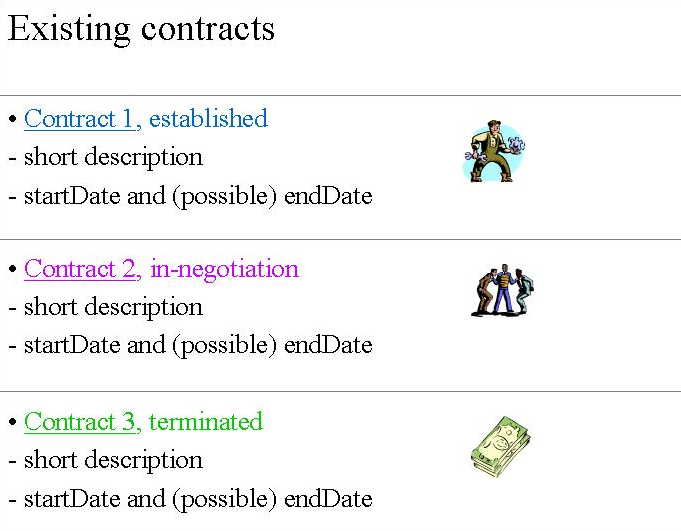 Existing contracts
• Contract 1, established
- short description
- startDate and (possible) endDate
• Contract 2, in-negotiation
- short description
- startDate and (possible) endDate
• Contract 3, terminated
- short description
- startDate and (possible) endDate